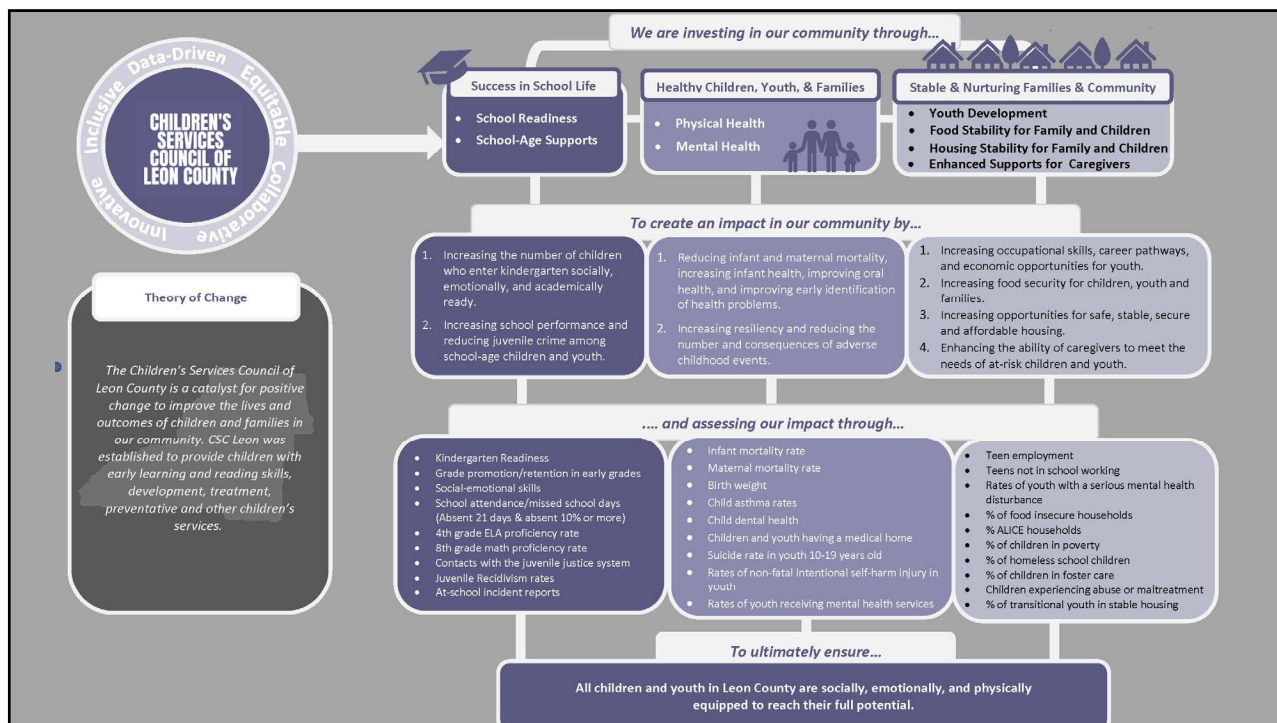 We are investing in our community through...
Inclusive Data-Driven Equitable Collaborative Innovative
CHILDREN'S
SERVICES
COUNCIL OF
LEON COUNTY
Success in School Life
• School Readiness
• School-Age Supports
Healthy Children, Youth, & Families
• Physical Health
• Mental Health
Stable & Nurturing Families & Community
• Youth Development
• Food Stability for Family and Children
• Housing Stability for Family and Children
• Enhanced Supports for Caregivers
To create an impact in our community by...
1. Increasing the number of children
who enter kindergarten socially,
emotionally, and academically
ready.
2. Increasing school performance and
reducing juvenile crime among
school-age children and youth.
1. Reducing infant and maternal mortality,
increasing infant health, improving oral
health, and improving early identification
of health problems.
2. Increasing resiliency and reducing the
number and consequences of adverse
childhood events.
1. Increasing occupational skills, career pathways,
and economic opportunities for youth.
2. Increasing food security for children, youth and
families.
3. Increasing opportunities for safe, stable, secure
and affordable housing.
4. Enhancing the ability of caregivers to meet the
needs of at-risk children and youth.
Theory of Change
The Children's Services Council of
Leon County is a catalyst for positive
change to improve the lives and
outcomes of children and families in
our community. CSC Leon was
established to provide children with
early learning and reading skills,
development, treatment,
preventative and other children's
services.
.... and assessing our impact through...
• Kindergarten Readiness
• Grade promotion/retention in early grades
• Social-emotional skills
• School attendance/missed school days
(Absent 21 days & absent 10% or more)
• 4th grade ELA proficiency rate
• 8th grade math proficiency rate
• Contacts with the juvenile justice system
• Juvenile Recidivism rates
• At-school incident reports
• Infant mortality rate
• Maternal mortality rate
• Birth weight
• Child asthma rates
• Child dental health
• Children and youth having a medical home
• Suicide rate in youth 10-19 years old
• Rates of non-fatal intentional self-harm injury in
youth
• Rates of youth receiving mental health services
• Teen employment
• Teens not in school working
• Rates of youth with a serious mental health
disturbance
• % of food insecure households
• % ALICE households
• % of children in poverty
• % of homeless school children
• % of children in foster care
• Children experiencing abuse or maltreatment
• % of transitional youth in stable housing
To ultimately ensure...
All children and youth in Leon County are socially, emotionally, and physically
equipped to reach their full potential.